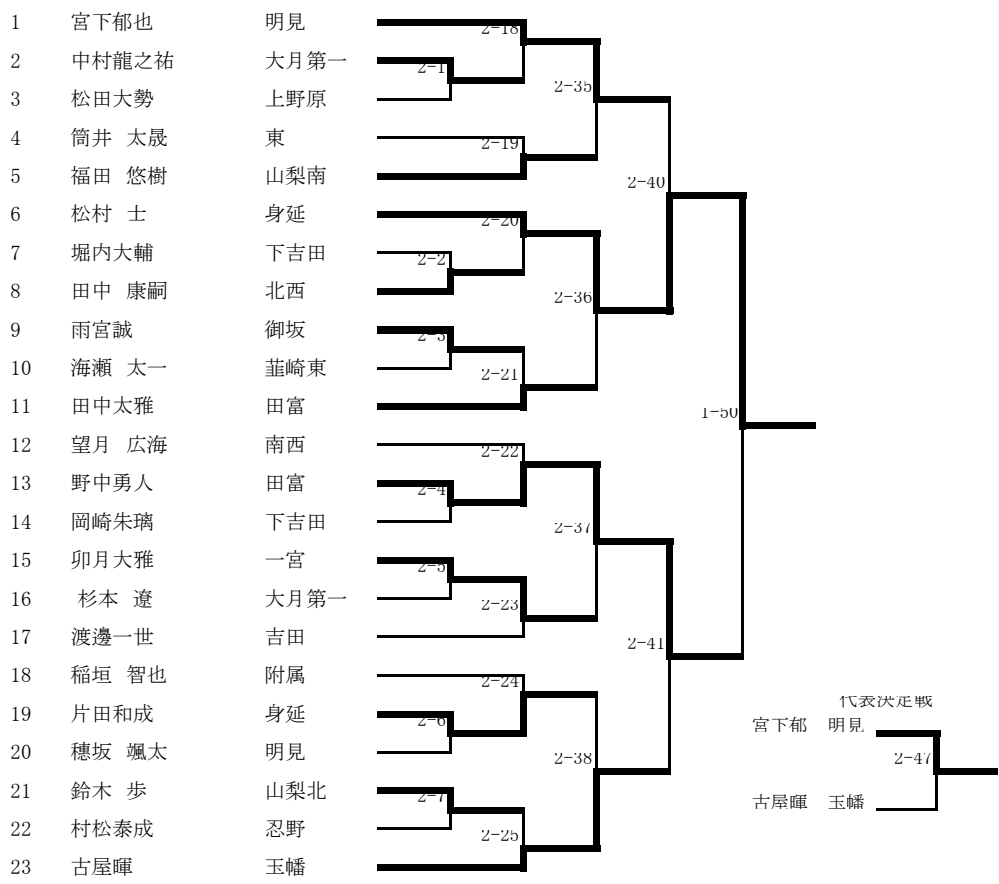 1 宮下郁也 明見
2-18
2 中村龍之祐 大月第一
2-1
2-35
3 松田大勢 上野原
4 筒井 太晟 東
2-19
5 福田 悠樹 山梨南
2-40
6 松村 士 身延
2-20
7 堀内大輔 下吉田
2-2
8 田中 康嗣 北西
2-36
9 雨宮誠 御坂
2-3
10 海瀬 太一 韮崎東
2-21
11 田中太雅 田富
1-50
12 望月 広海 南西
2-22
13 野中勇人 田富
2-4
14 岡崎朱璃 下吉田
2-37
15 卯月大雅 一宮
2-5
16 杉本 遼 大月第一
2-23
17 渡邊一世 吉田
2-41
18 稲垣 智也 附属
2-24
19 片田和成 身延
2-6
20 穂坂 颯太 明見
2-38
21 鈴木 歩 山梨北
2-7
22 村松泰成 忍野
2-25
23 古屋暉 玉幡
代表決定戦
宮下郁 明見
2-47
古屋暉 玉幡